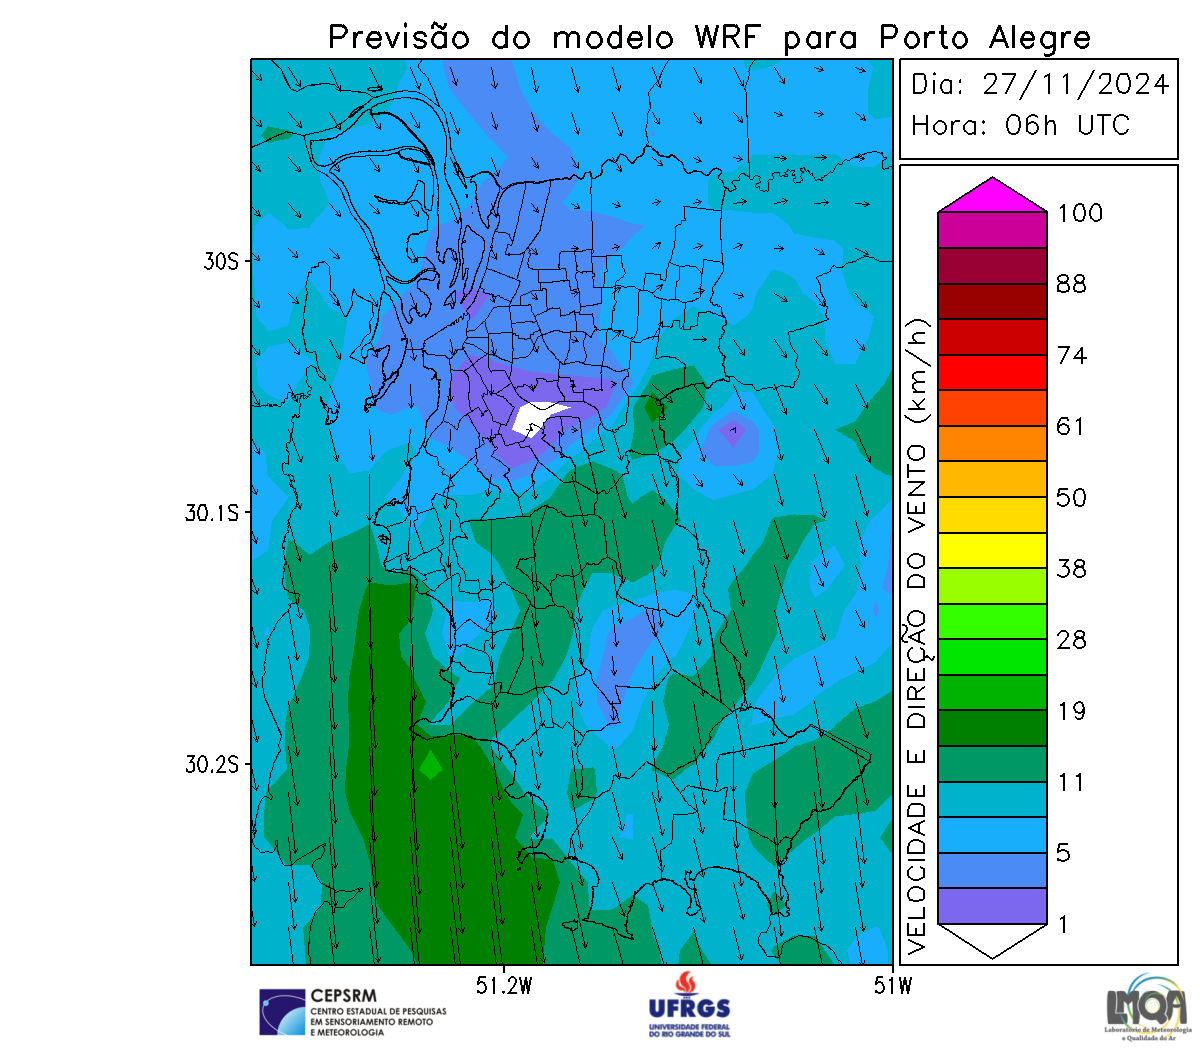 Previsão do modelo WRF para Porto Alegre
Dia: 27/11/2024
Hora: 06h UTC
30S
30.1S
30.2S
51.2W
51W
VELOCIDADE E DIREÇÃO DO VENTO (km/h)
100
88
74
61
50
38
28
19
11
5
1
CEPSRM
CENTRO ESTADUAL DE PESQUISAS
EM SENSORIAMENTO REMOTO
E METEOROLOGIA
UFRGS
UNIVERSIDADE FEDERAL
DO RIO GRANDE DO SUL
LMQA
Laboratório de Meteorologia
e Qualidade do Ar